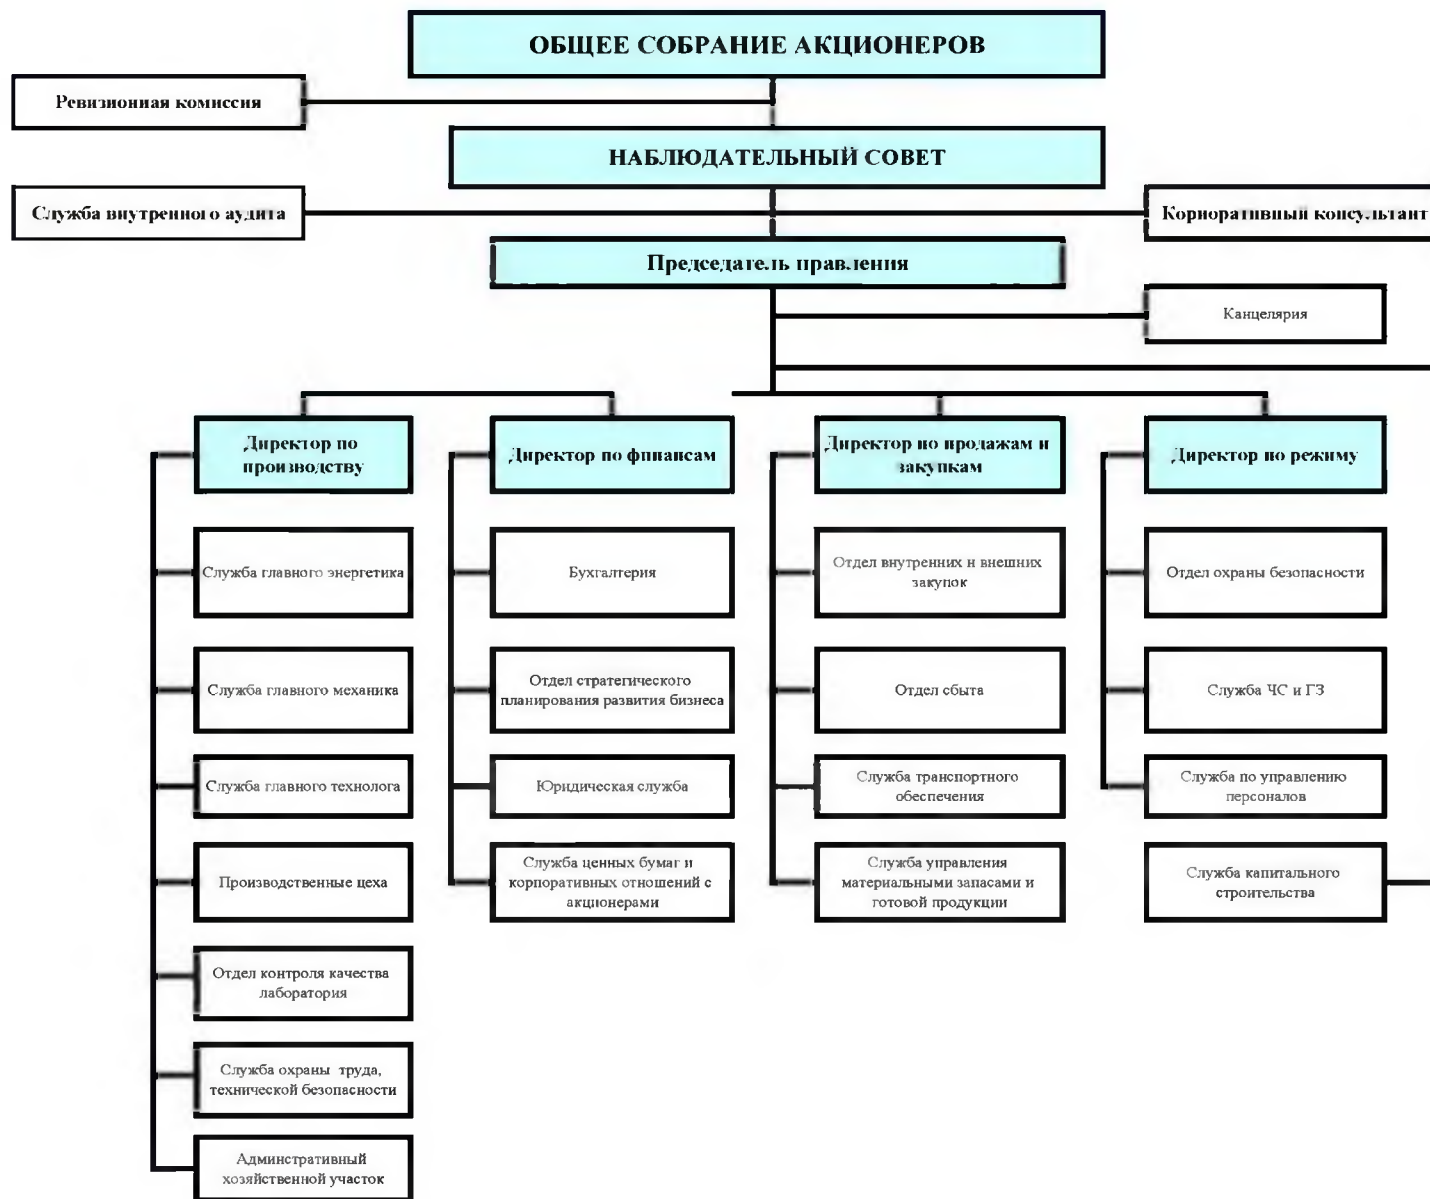 ОБЩЕЕ СОБРАНИЕ АКЦИОНЕРОВ
Ревизионная комиссия
НАБЛЮДАТЕЛЬНЫЙ СОВЕТ
Служба внутренного аудита
Корпоративный консультант
Председатель правления
Канцелярия
Директор по
производству
Директор по финансам
Директор по продажам и
закупкам
Директор по режиму
Служба главного энергетика
Бухгалтерия
Отдел внутренних и внешних
закупок
Отдел охраны безопасности
Служба главного механика
Отдел стратегического
планирования развития бизнеса
Отдел сбыта
Служба ЧС и ГЗ
Служба главного технолога
Юридическая служба
Служба транспортного
обеспечения
Служба по управлению
персоналов
Производственные цеха
Служба ценных бумаг и
корпоративных отношений с
акционерами
Служба управления
материальными запасами и
готовой продукции
Служба капитального
строительства
Отдел контроля качества
лаборатория
Служба охраны труда,
технической безопасности
Админстративный
хозяйственной участок